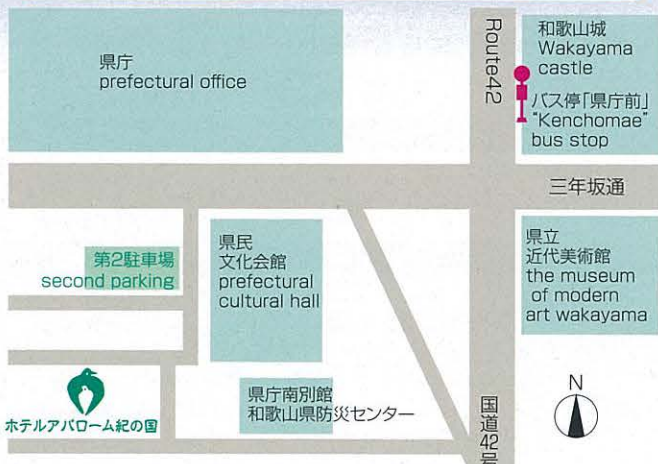 県庁
prefectural office
Route42
和歌山城
Wakayama
castle
バス停「県庁前」
"Kenchomae"
bus stop
三年坂通
第2駐車場
second parking
県民
文化会館
prefectural
cultural hall
県立
近代美術館
the museum
of modern
art wakayama
ホテルアバローム紀の国
県庁南別館
和歌山県防災センター
国道42号
N